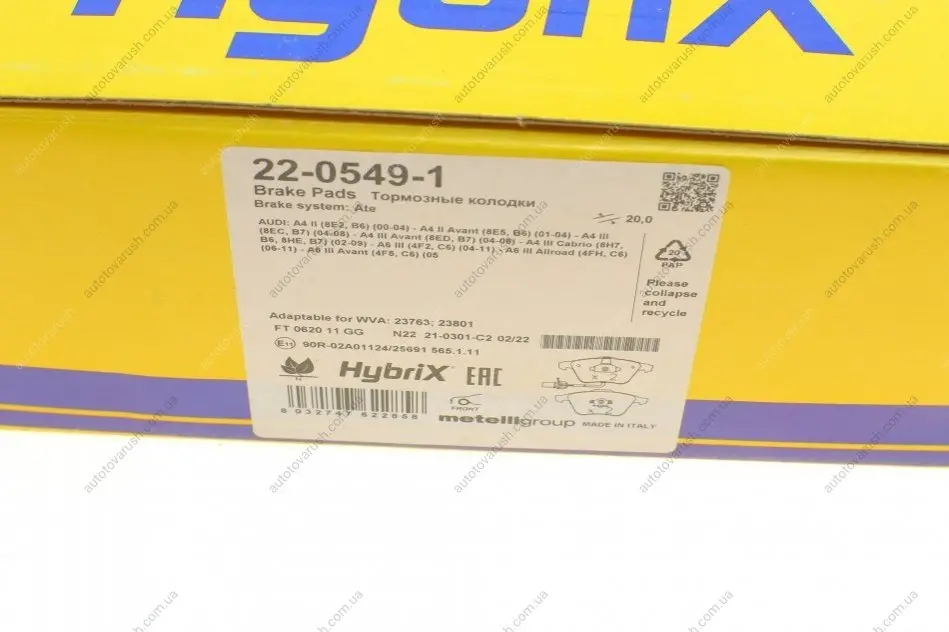 HybriX
22-0549-1
Brake Pads Тормозные колодки
Brake system: Ate
20,0
AUDI: A4 II (8E2, B6) (00-04) - A4 II Avant (8E5, B6) (01-04) - A4 III
(8EC, B7) (04-08) - A4 III Avant (8ED, B7) (04-08) - A4 III Cabrio (8H7,
B6, 8HE, B7) (02-09) - A6 III (4F2, C6) (04-11) - A6 III Allroad (4FH, C6)
(06-11) - A6 III Avant (4F5, C6) (05
20
PAP
Please
collapse
and
recycle
Adaptable for WVA: 23763; 23801
FT 0620 11 GG N22 21-0301-C2 02/22
E11 90R-02A01124/25691 565.1.11
N
HybriX EAC
8 032747 622858
FRONT
metelligroup MADE IN ITALY
autotovarush.com.ua